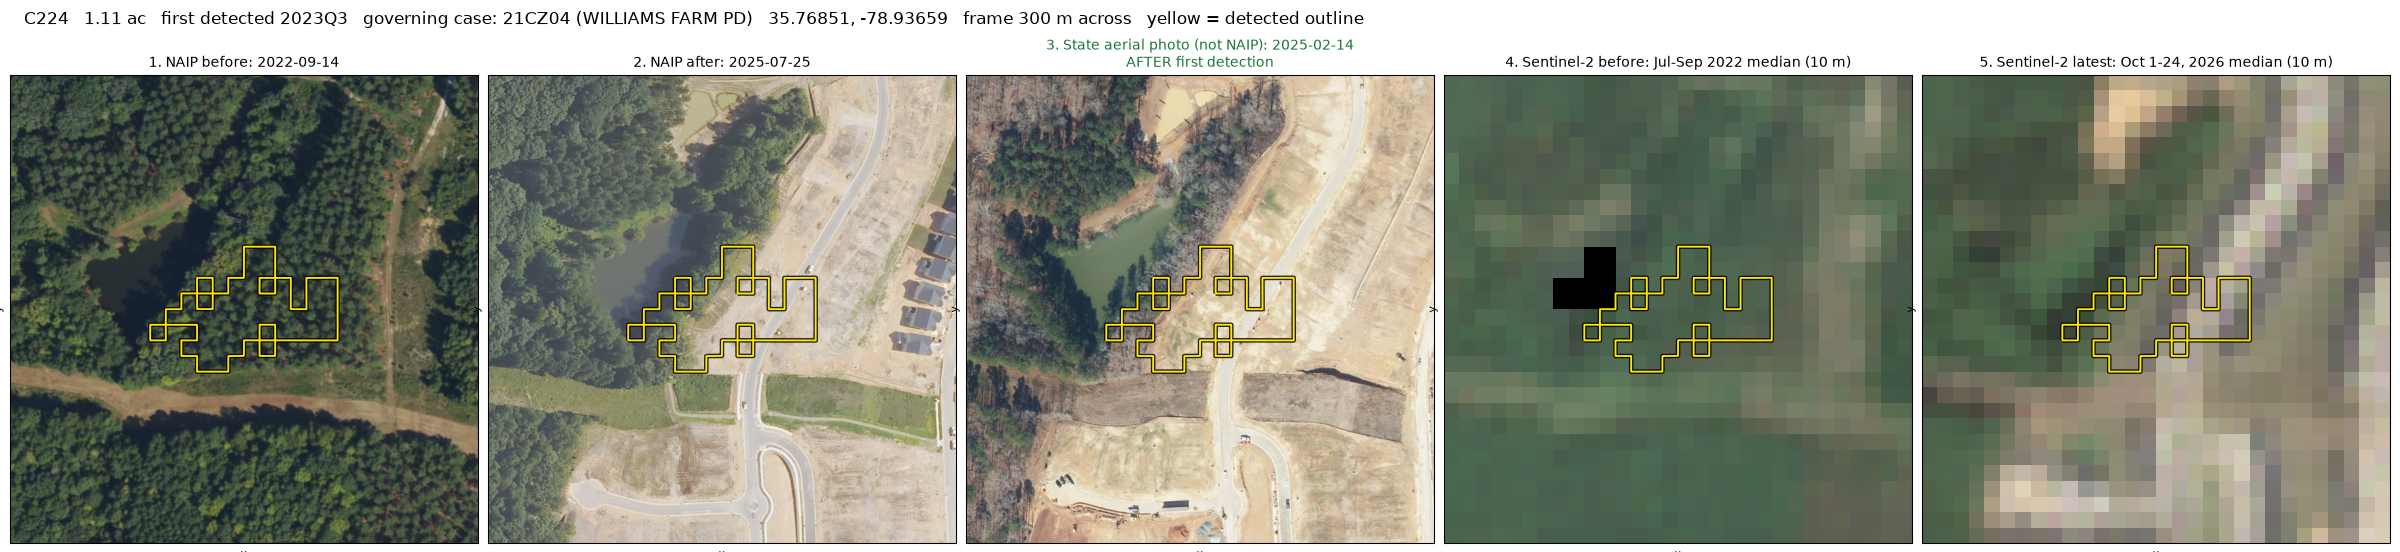 C224   1.11 ac   first detected 2023Q3   governing case: 21CZ04 (WILLIAMS FARM PD)   35.76851, -78.93659   frame 300 m across   yellow = detected outline
1. NAIP before: 2022-09-14
2. NAIP after: 2025-07-25
3. State aerial photo (not NAIP): 2025-02-14
AFTER first detection
4. Sentinel-2 before: Jul-Sep 2022 median (10 m)
5. Sentinel-2 latest: Oct 1-24, 2026 median (10 m)